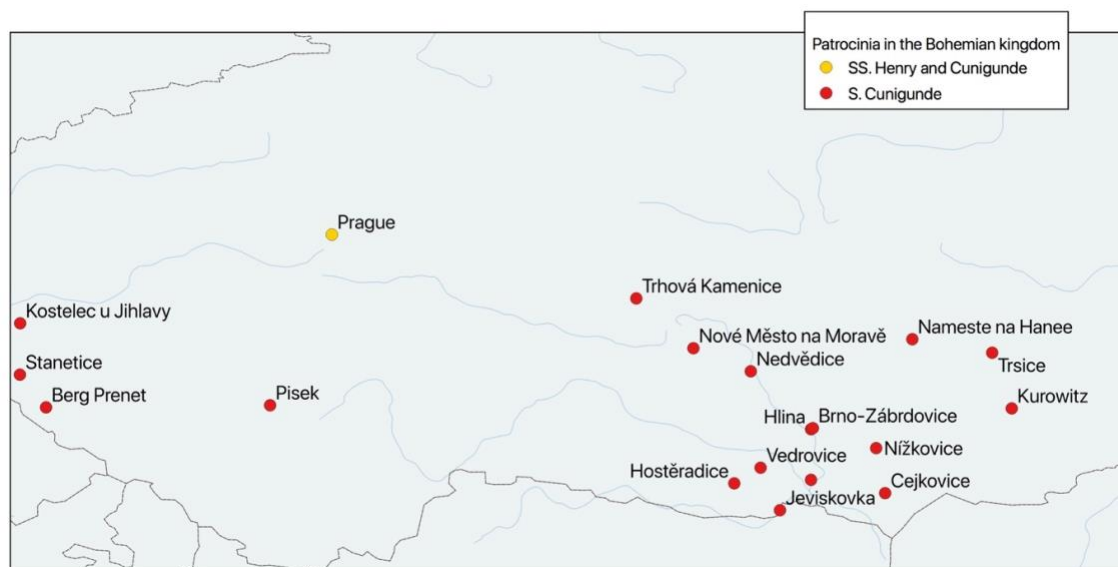 Patrocinia in the Bohemian kingdom
SS. Henry and Cunigunde
S. Cunigunde
Prague
Trhová Kamenice
Kostelec u Jihlavy
Nové Město na Moravě
Nameste na Hanee
Stanetice
Nedvědice
Trsice
Berg Prenet
Pisek
Kurowitz
Hlina
Brno-Zábrdovice
Nížkovice
Vedrovice
Hostěradice
Cejkovice
Jeviskovka